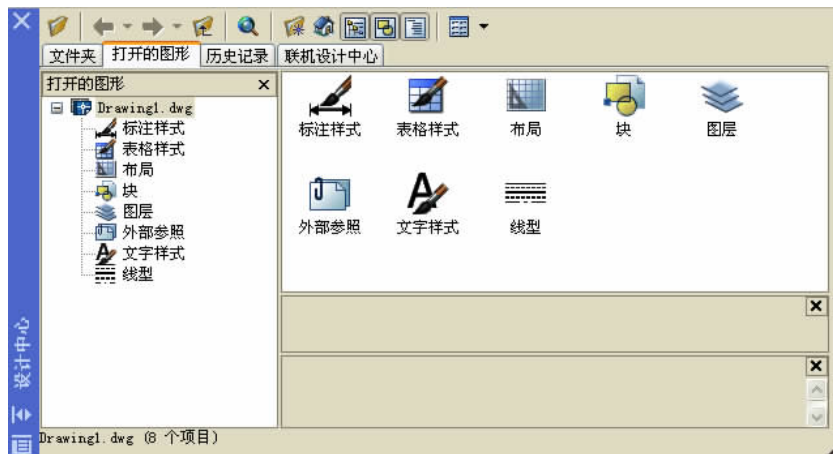 文件夹 打开的图形 历史记录 联机设计中心
打开的图形
Drawing1.dwg
标注样式
表格样式
布局
块
图层
外部参照
文字样式
线型
标注样式 表格样式 布局 块 图层
外部参照 文字样式 线型
设计中心
Drawing1.dwg (8 个项目)